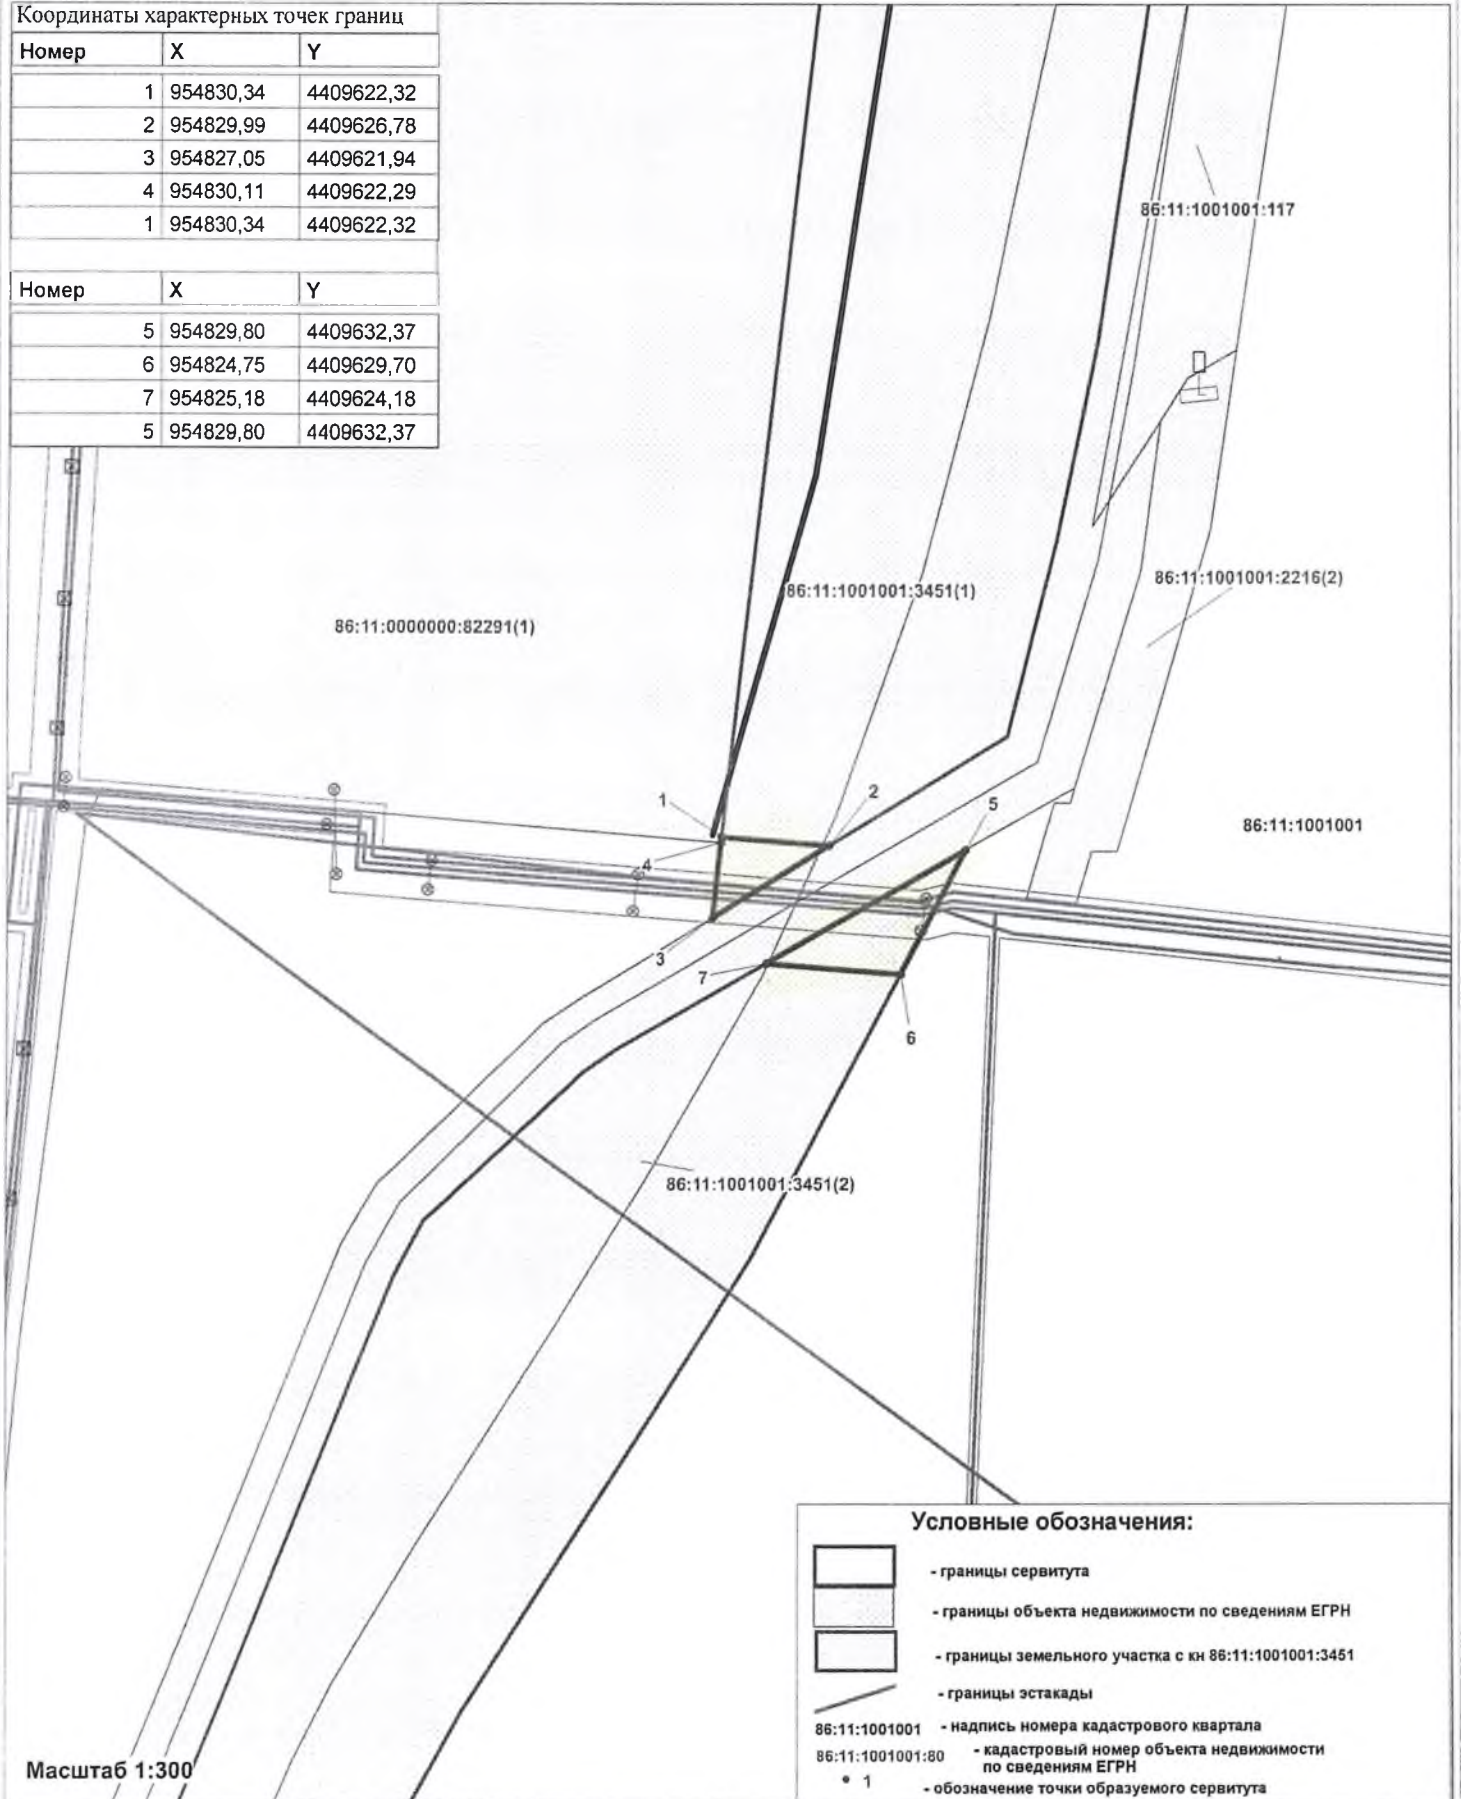 Координаты характерных точек границ
Номер X Y
1 954830,34 4409622,32
2 954829,99 4409626,78
3 954827,05 4409621,94
4 954830,11 4409622,29
1 954830,34 4409622,32
Номер X Y
5 954829,80 4409632,37
6 954824,75 4409629,70
7 954825,18 4409624,18
5 954829,80 4409632,37
86:11:1001001:117
86:11:1001001:2216(2)
86:11:1001001:3451(1)
86:11:0000000:82291(1)
1
2
5
86:11:1001001
4
3
7
6
86:11:1001001:3451(2)
Условные обозначения:
- границы сервитута
- границы объекта недвижимости по сведениям ЕГРН
- границы земельного участка с кн 86:11:1001001:3451
- границы эстакады
86:11:1001001 - надпись номера кадастрового квартала
86:11:1001001:80 - кадастровый номер объекта недвижимости
по сведениям ЕГРН
1 - обозначение точки образуемого сервитута
Масштаб 1:300